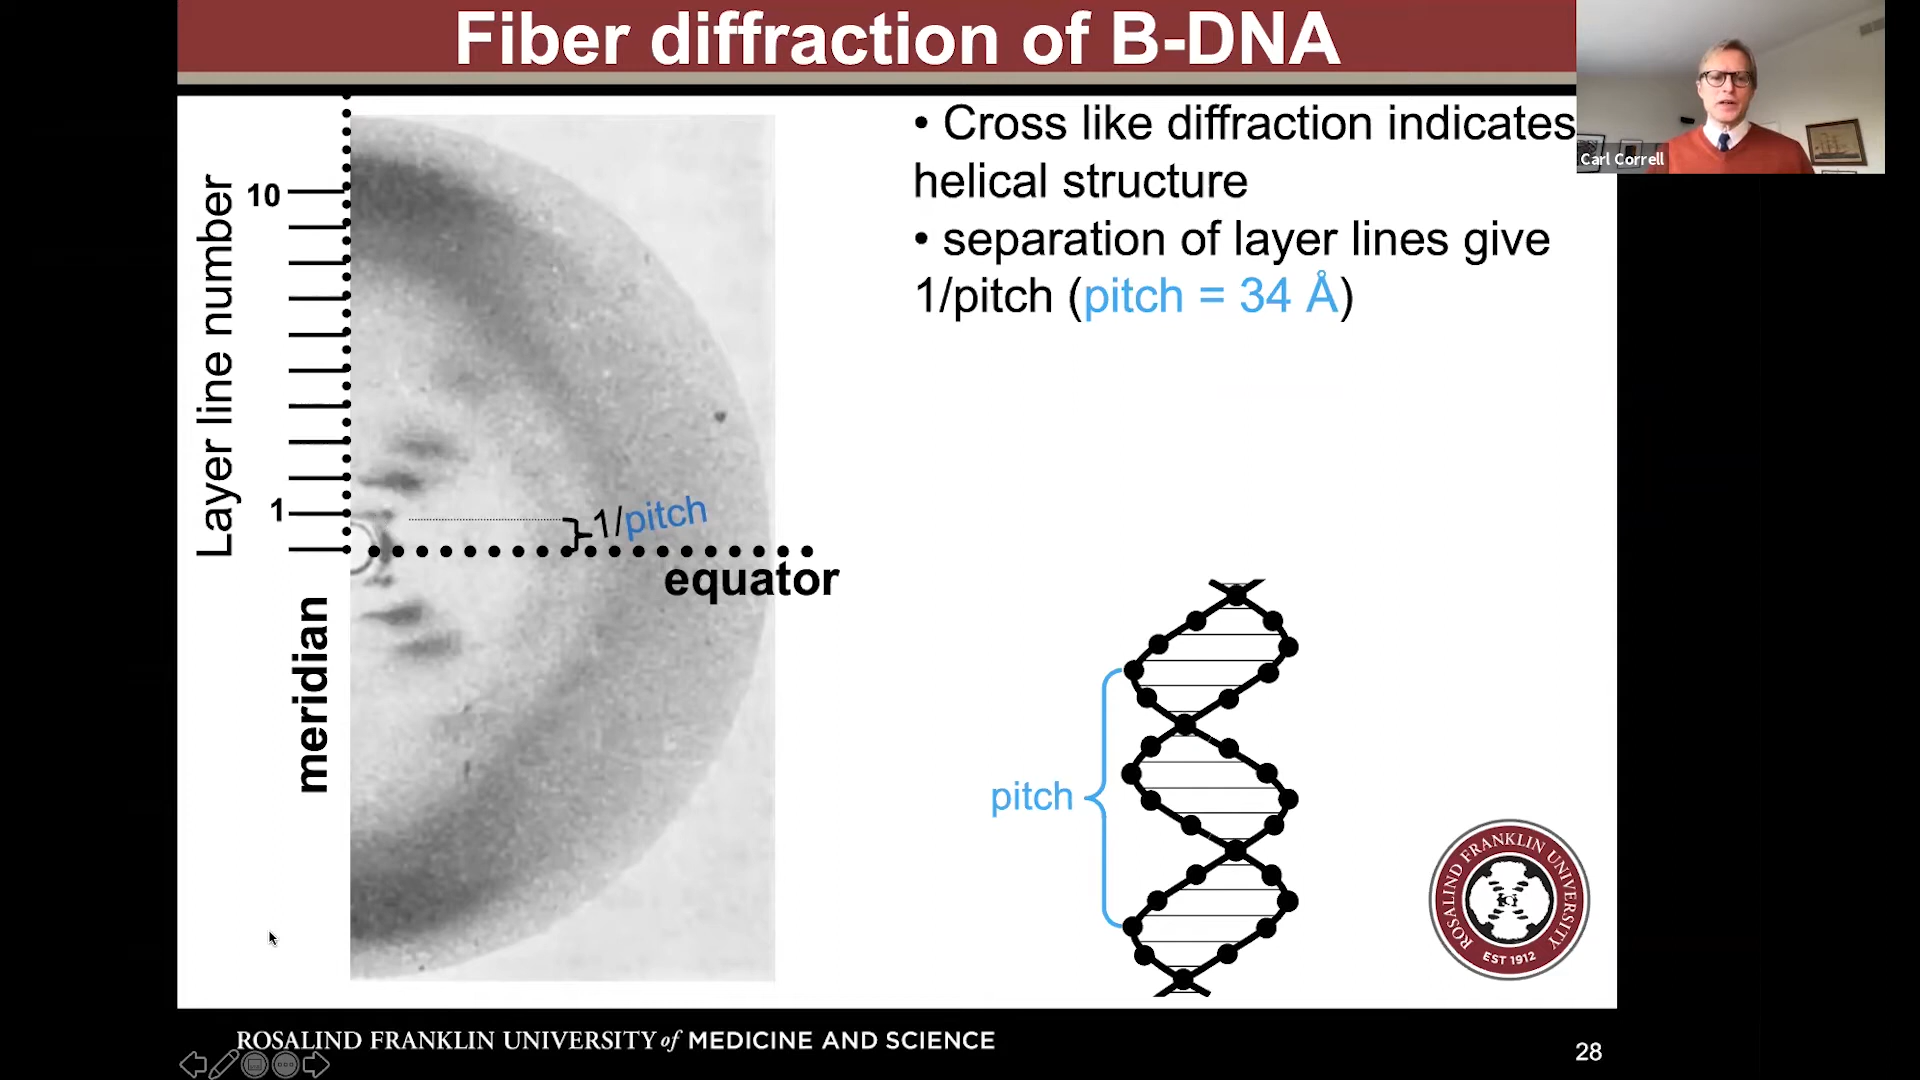 Fiber diffraction of B-DNA
Carl Correll
• Cross like diffraction indicates
helical structure
• separation of layer lines give
1/pitch (pitch = 34 Å)
Layer line number
10
1
1/pitch
equator
meridian
pitch
ROSALIND FRANKLIN UNIVERSITY
EST 1912
ROSALIND FRANKLIN UNIVERSITY of MEDICINE AND SCIENCE
28